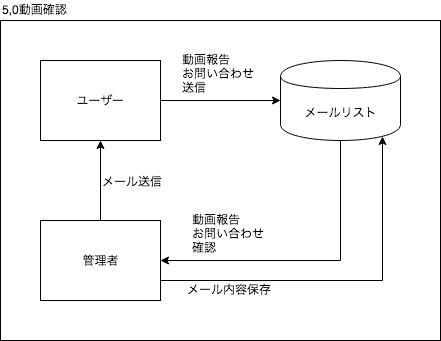 5,0動画確認
ユーザー
動画報告
お問い合わせ
送信
メールリスト
メール送信
動画報告
お問い合わせ
確認
管理者
メール内容保存